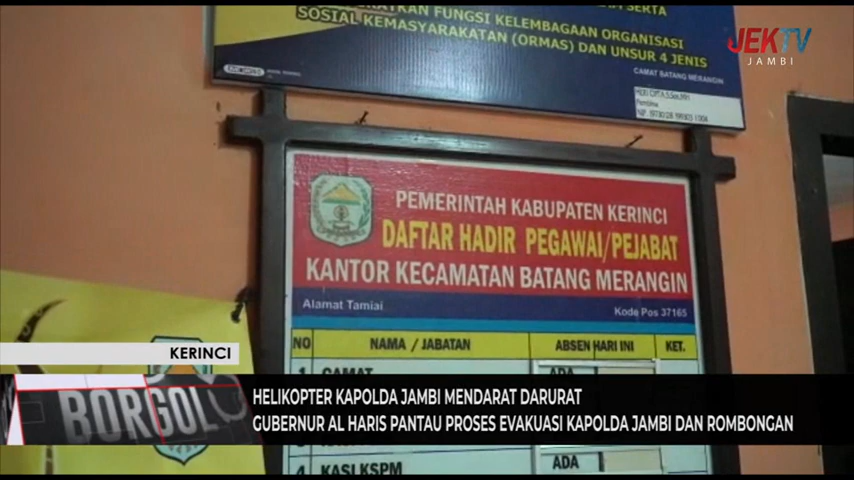 SERTA
FUNGSI KELEMBAGAAN ORGANISASI
SOSIAL KEMASYARAKATAN (ORMAS) DAN UNSUR 4 JENIS
CAMAT BATANG MERANGIN
JEKTV
JAMBI
PEMERINTAH KABUPATEN KERINCI
DAFTAR HADIR PEGAWAI/PEJABAT
KANTOR KECAMATAN BATANG MERANGIN
Alamat Tamiai Kode Pos 37165
NO NAMA / JABATAN ABSEN HARI INI KET.
1 CAMAT ADA
4 KASI KSPM ADA
KERINCI
BORGOL
HELIKOPTER KAPOLDA JAMBI MENDARAT DARURAT
GUBERNUR AL HARIS PANTAU PROSES EVAKUASI KAPOLDA JAMBI DAN ROMBONGAN